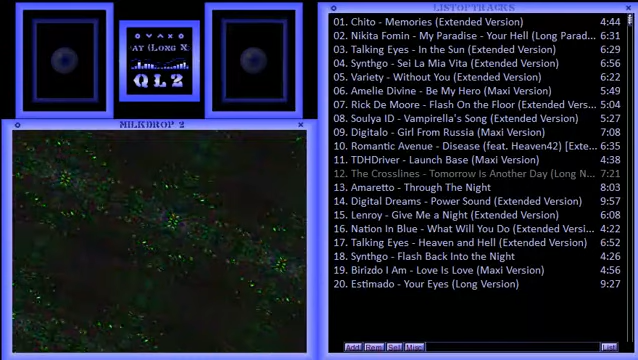 LISTOFTRACKS
QL2
MILKDROP 2
01. Chito - Memories (Extended Version) 4:44
02. Nikita Fomin - My Paradise - Your Hell (Long Parad... 6:31
03. Talking Eyes - In the Sun (Extended Version) 6:29
04. Synthgo - Sei La Mia Vita (Extended Version) 6:56
05. Variety - Without You (Extended Version) 6:22
06. Amelie Divine - Be My Hero (Maxi Version) 5:49
07. Rick De Moore - Flash On the Floor (Extended Vers... 5:04
08. Soulya ID - Vampirella's Song (Extended Version) 5:27
09. Digitalo - Girl From Russia (Maxi Version) 7:08
10. Romantic Avenue - Disease (feat. Heaven42) [Exte... 6:35
11. TDHDriver - Launch Base (Maxi Version) 4:38
12. The Crosslines - Tomorrow Is Another Day (Long N... 7:21
13. Amaretto - Through The Night 8:03
14. Digital Dreams - Power Sound (Extended Version) 9:57
15. Lenroy - Give Me a Night (Extended Version) 6:08
16. Nation In Blue - What Will You Do (Extended Versi... 4:22
17. Talking Eyes - Heaven and Hell (Extended Version) 6:52
18. Synthgo - Flash Back Into the Night 4:26
19. Birizdo I Am - Love Is Love (Maxi Version) 4:56
20. Estimado - Your Eyes (Long Version) 9:27
Add Rem Sel Misc List